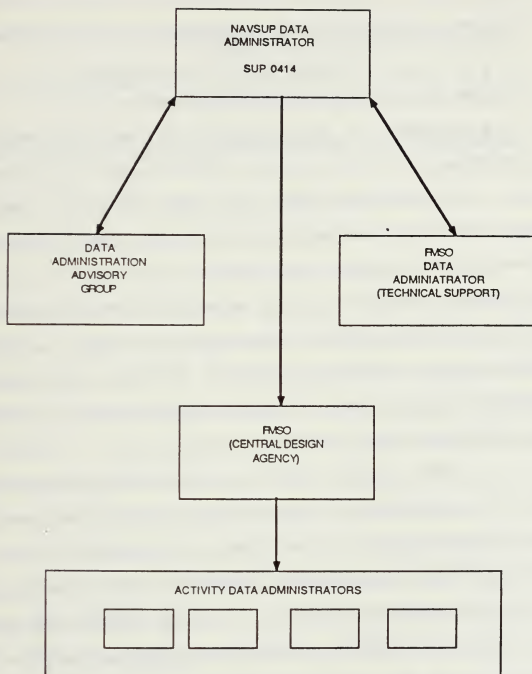 NAVSUP DATA
ADMINISTRATOR
SUP 0414
DATA
ADMINISTRATION
ADVISORY
GROUP
FMSO
DATA
ADMINIATRATOR
(TECHNICAL SUPPORT)
FMSO
(CENTRAL DESIGN
AGENCY)
ACTIVITY DATA ADMINISTRATORS